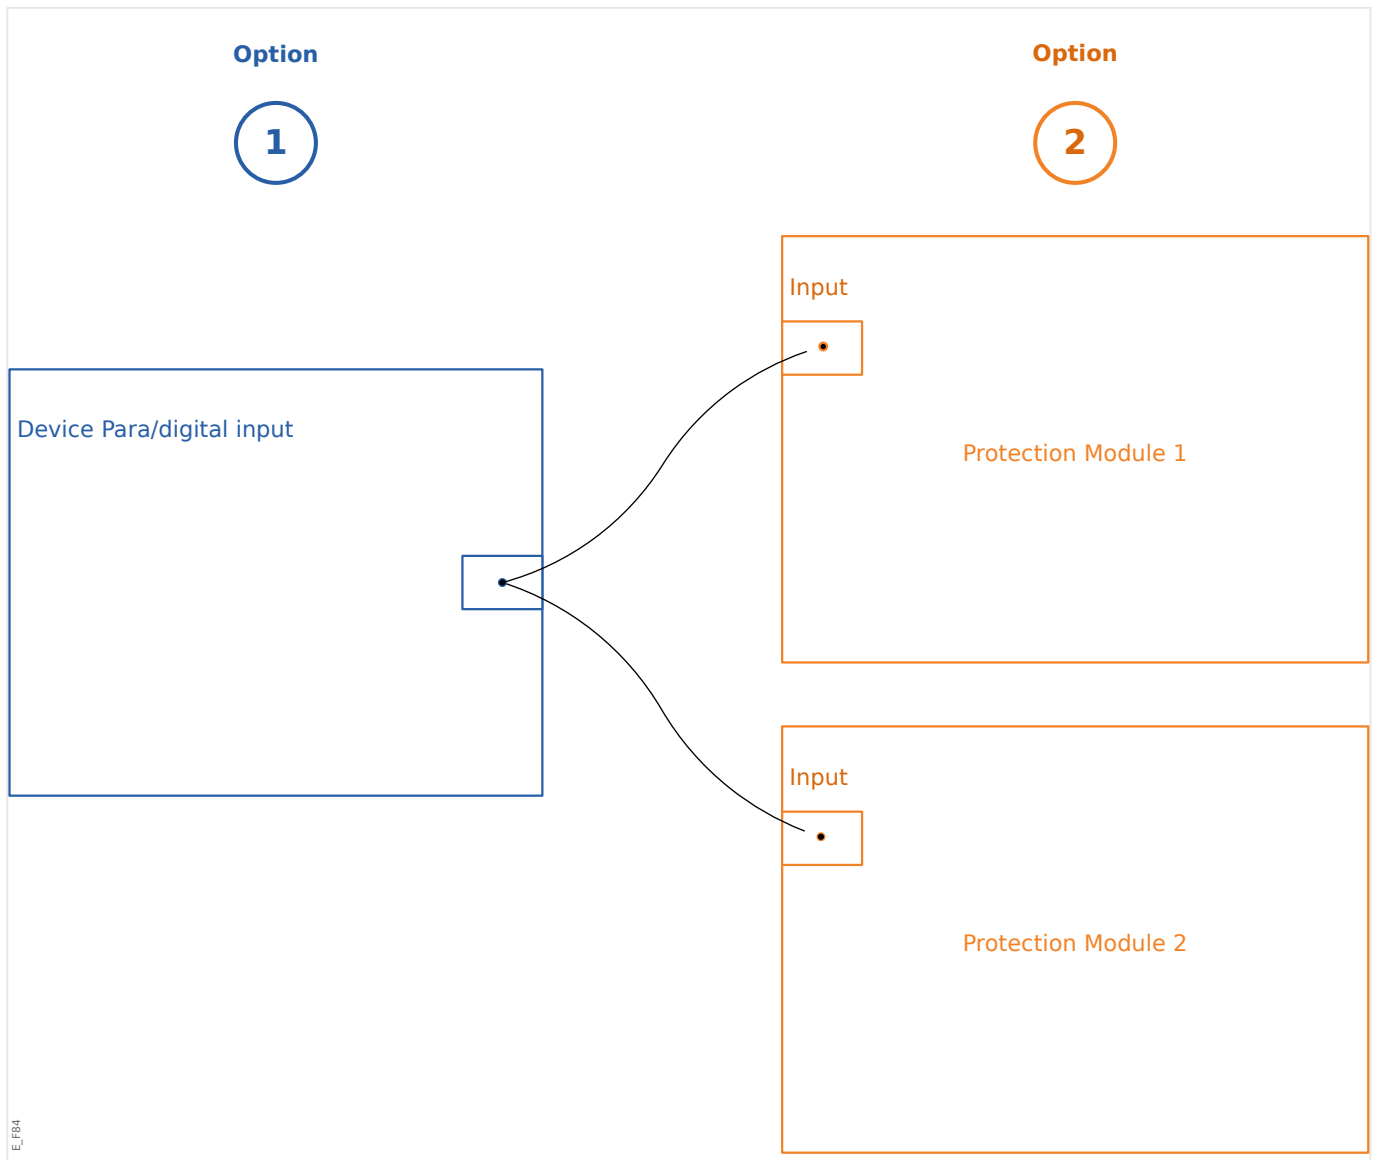 Option
1
Option
2
Device Para/digital input
Input
Protection Module 1
Input
Protection Module 2
E_F84